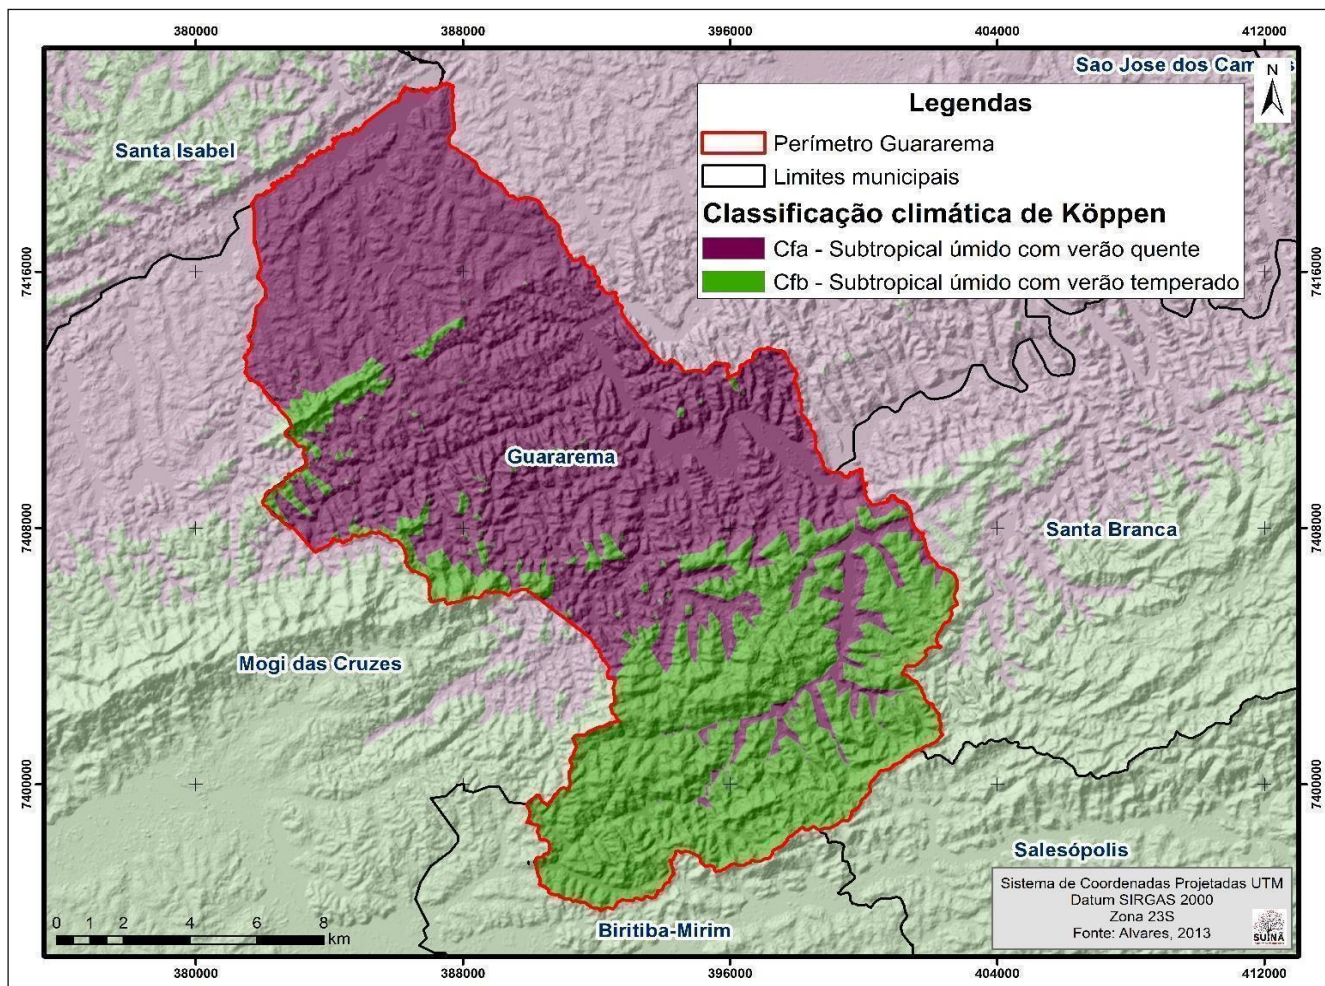 380000
388000
396000
404000
412000
Sao Jose dos Cam
N
Legendas
Perímetro Guararema
Limites municipais
Classificação climática de Köppen
Cfa - Subtropical úmido com verão quente
Cfb - Subtropical úmido com verão temperado
Santa Isabel
7416000
7416000
Guararema
7408000
7408000
Santa Branca
Mogi das Cruzes
7400000
7400000
Salesópolis
Sistema de Coordenadas Projetadas UTM
Datum SIRGAS 2000
Zona 23S
Fonte: Alvares, 2013
SUINÃ
Biritiba-Mirim
0 1 2 4 6 8
km
380000
388000
396000
404000
412000